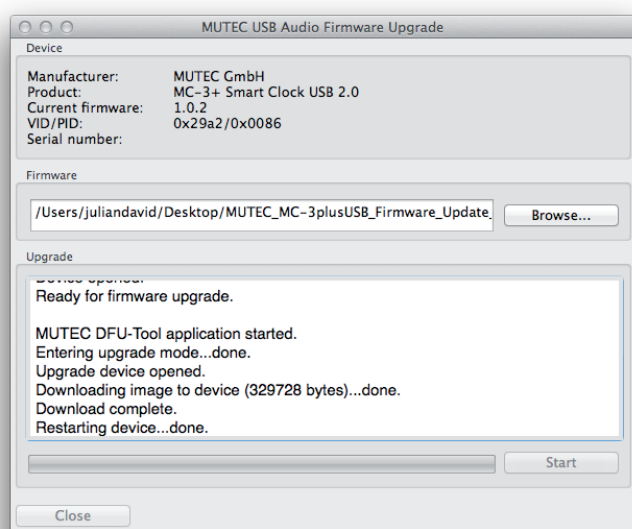 MUTEC USB Audio Firmware Upgrade
Device
Manufacturer: MUTEC GmbH
Product: MC-3+ Smart Clock USB 2.0
Current firmware: 1.0.2
VID/PID: 0x29a2/0x0086
Serial number:
Firmware
/Users/juliandavid/Desktop/MUTEC_MC-3plusUSB_Firmware_Update_ Browse...
Upgrade
Device opened.
Ready for firmware upgrade.
MUTEC DFU-Tool application started.
Entering upgrade mode...done.
Upgrade device opened.
Downloading image to device (329728 bytes)...done.
Download complete.
Restarting device...done.
Start
Close